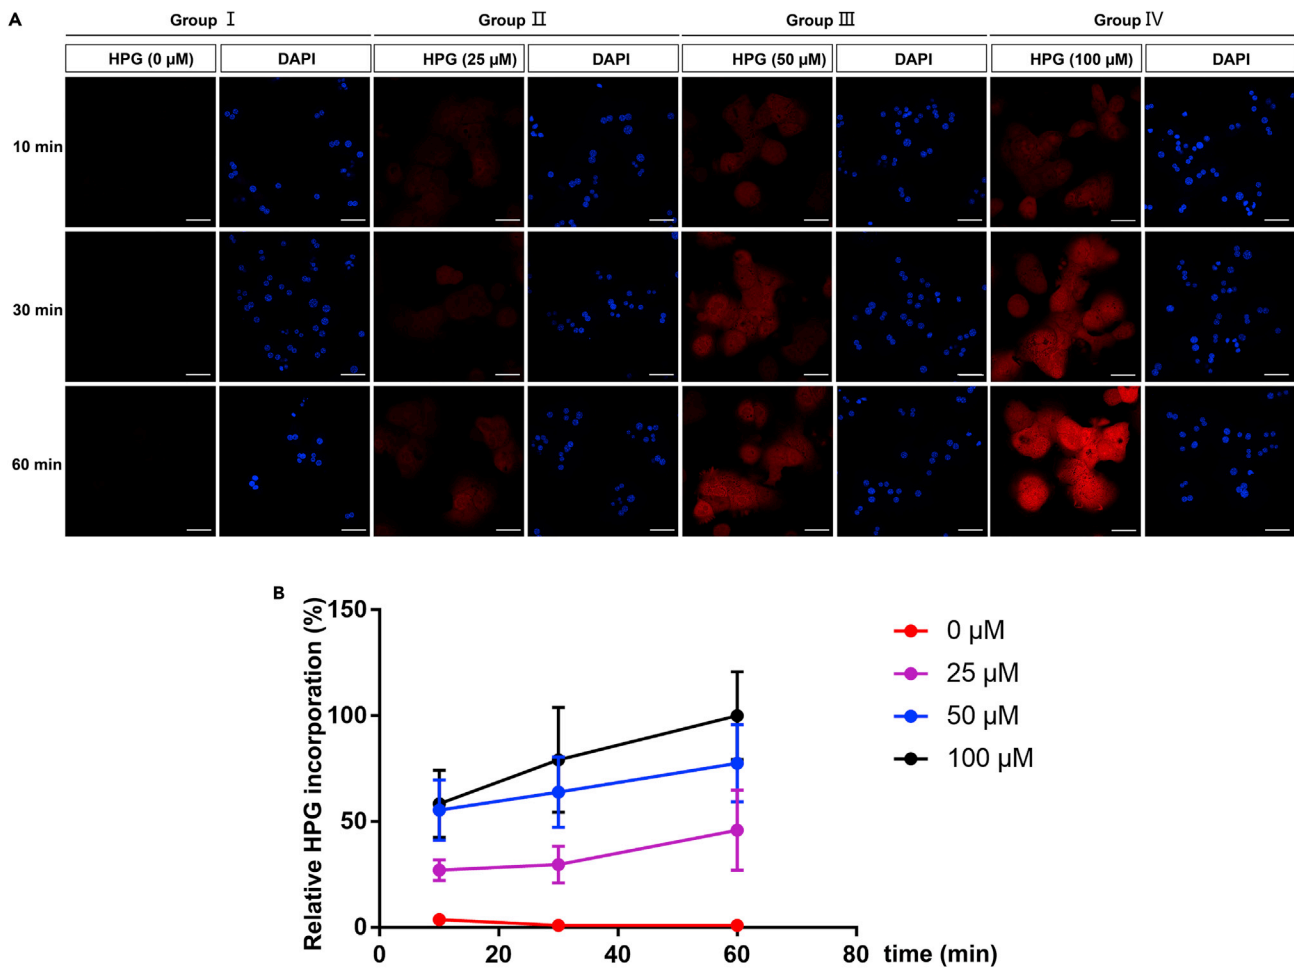 A
Group Ⅰ Group Ⅱ Group Ⅲ Group Ⅳ
HPG (0 μM) DAPI HPG (25 μM) DAPI HPG (50 μM) DAPI HPG (100 μM) DAPI
10 min
30 min
60 min
B
Relative HPG incorporation (%)
150
100
50
0
0 20 40 60 80 time (min)
0 μM
25 μM
50 μM
100 μM